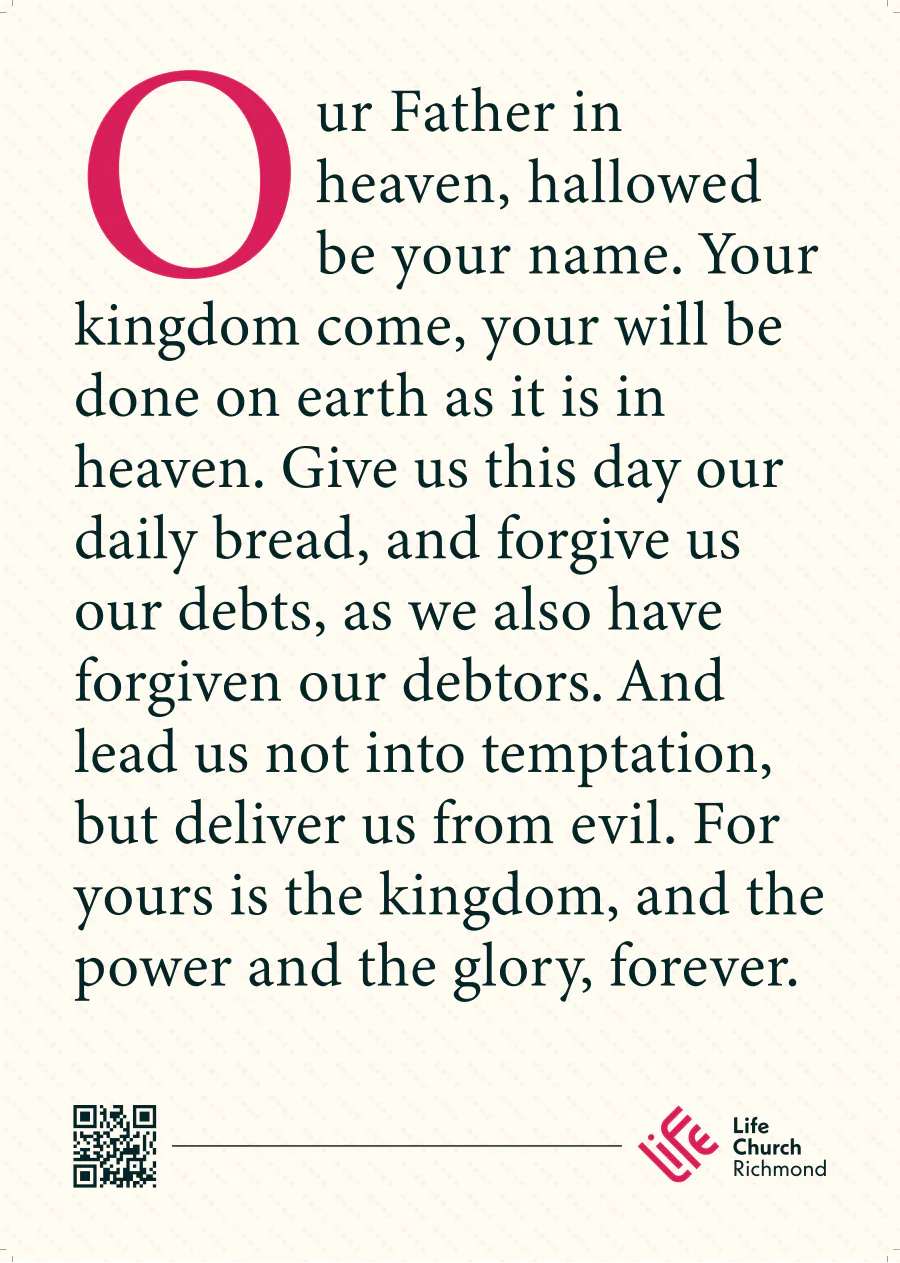 Our Father in
heaven, hallowed
be your name. Your
kingdom come, your will be
done on earth as it is in
heaven. Give us this day our
daily bread, and forgive us
our debts, as we also have
forgiven our debtors. And
lead us not into temptation,
but deliver us from evil. For
yours is the kingdom, and the
power and the glory, forever.
Life
Life
Church
Richmond